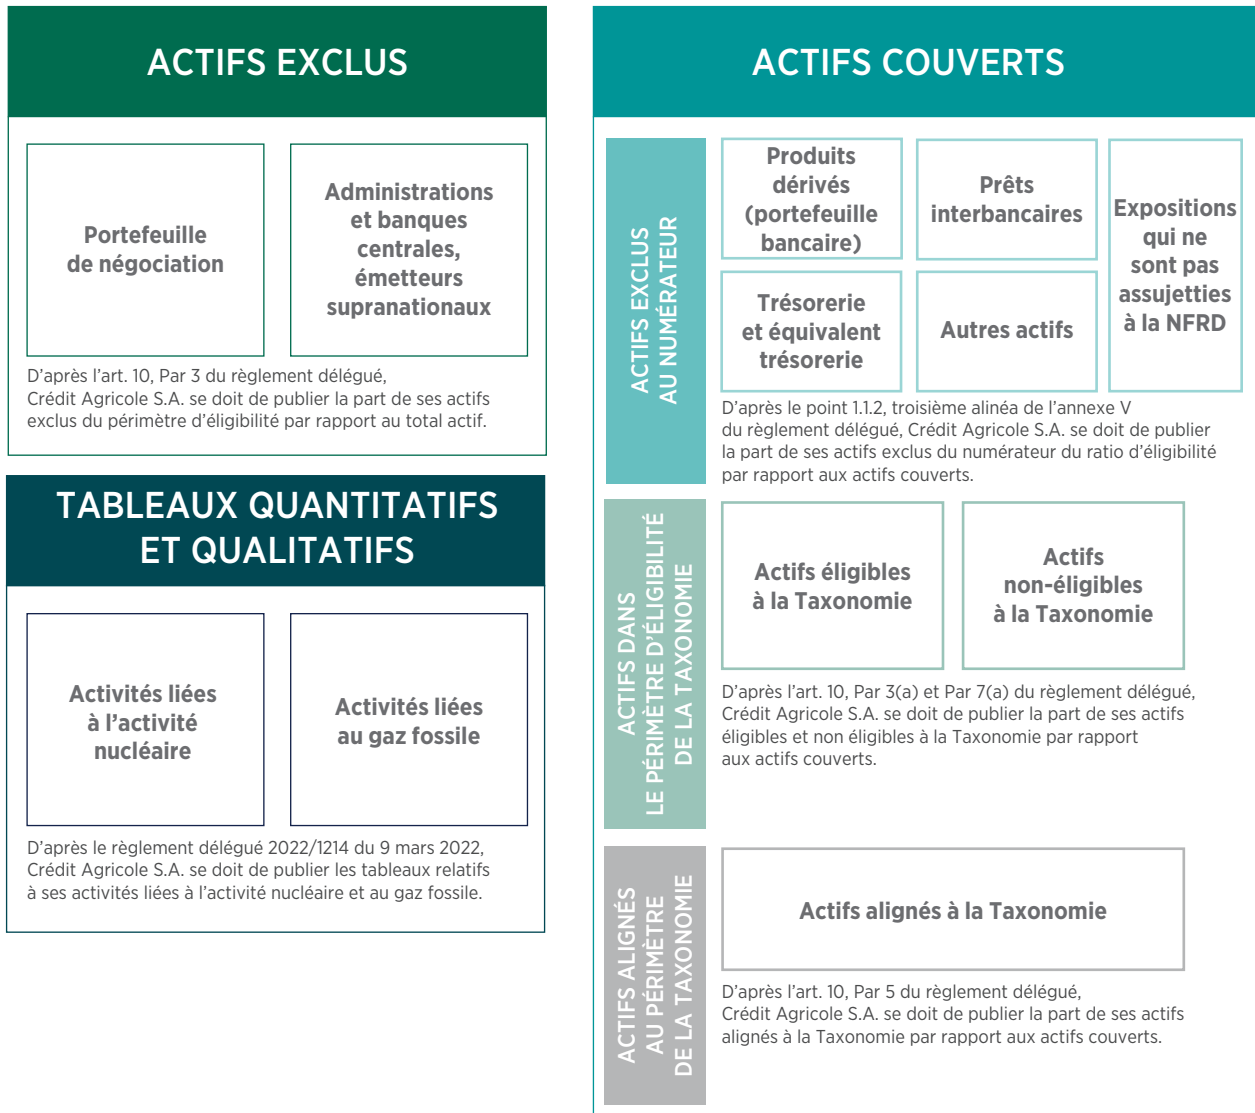 ACTIFS EXCLUS
Portefeuille
de négociation
Administrations
et banques
centrales,
émetteurs
supranationaux
D’après l’art. 10, Par 3 du règlement délégué,
Crédit Agricole S.A. se doit de publier la part de ses actifs
exclus du périmètre d’éligibilité par rapport au total actif.
TABLEAUX QUANTITATIFS
ET QUALITATIFS
Activités liées
à l’activité
nucléaire
Activités liées
au gaz fossile
D’après le règlement délégué 2022/1214 du 9 mars 2022,
Crédit Agricole S.A. se doit de publier les tableaux relatifs
à ses activités liées à l’activité nucléaire et au gaz fossile.
ACTIFS COUVERTS
ACTIFS EXCLUS
AU NUMÉRATEUR
Produits
dérivés
(portefeuille
bancaire)
Prêts
interbancaires
Expositions
qui ne
sont pas
assujetties
à la NFRD
Trésorerie
et équivalent
trésorerie
Autres actifs
D’après le point 1.1.2, troisième alinéa de l’annexe V
du règlement délégué, Crédit Agricole S.A. se doit de publier
la part de ses actifs exclus du numérateur du ratio d’éligibilité
par rapport aux actifs couverts.
ACTIFS DANS
LE PÉRIMÈTRE D’ÉLIGIBILITÉ
DE LA TAXONOMIE
Actifs éligibles
à la Taxonomie
Actifs
non-éligibles
à la Taxonomie
D’après l’art. 10, Par 3(a) et Par 7(a) du règlement délégué,
Crédit Agricole S.A. se doit de publier la part de ses actifs
éligibles et non éligibles à la Taxonomie par rapport
aux actifs couverts.
ACTIFS ALIGNÉS
AU PÉRIMÈTRE
DE LA TAXONOMIE
Actifs alignés à la Taxonomie
D’après l’art. 10, Par 5 du règlement délégué,
Crédit Agricole S.A. se doit de publier la part de ses actifs
alignés à la Taxonomie par rapport aux actifs couverts.